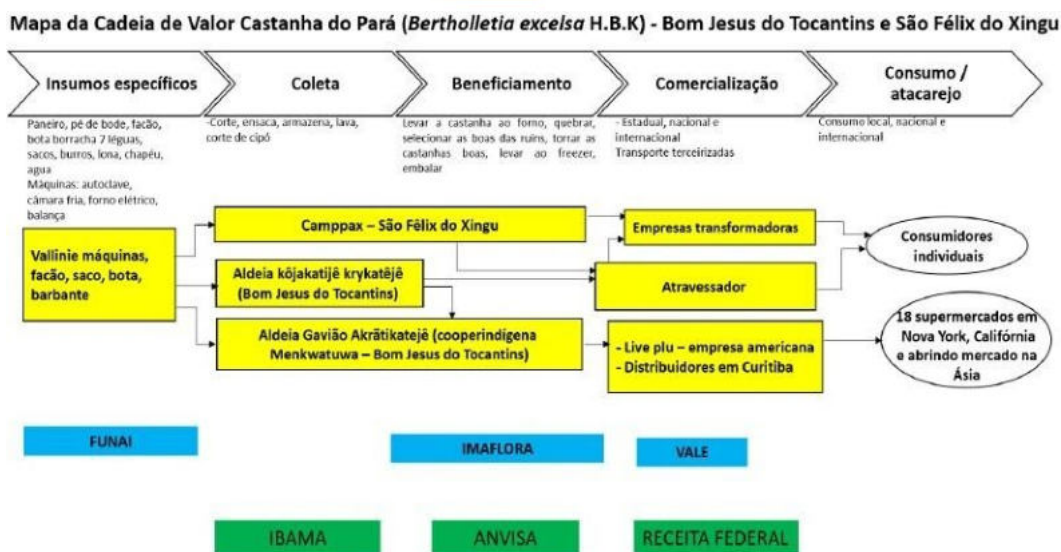 Mapa da Cadeia de Valor Castanha do Pará (Bertholletia excelsa H.B.K) - Bom Jesus do Tocantins e São Félix do Xingu
Insumos específicos
Coleta
Beneficiamento
Comercialização
Consumo /
atacarejo
Paneiro, pé de bode, facão,
bota borracha 7 léguas,
sacos, burros, lona, chapéu,
agua
Máquinas: autoclave,
câmara fria, forno elétrico,
balança
-Corte, ensaca, armazena, lava,
corte de cipó
Levar a castanha ao forno, quebrar,
selecionar as boas das ruins, torrar as
castanhas boas, levar ao freezer,
embalar
- Estadual, nacional e
internacional
Transporte terceirizadas
Consumo local, nacional e
internacional
Vallinie máquinas,
facão, saco, bota,
barbante
Camppax – São Fêlix do Xingu
Aldeia kôjakatijê krykatêjê
(Bom Jesus do Tocantins)
Aldeia Gavião Akrãtikatejê (cooperindígena
Menkwatuwa – Bom Jesus do Tocantins)
Empresas transformadoras
Atravessador
- Live plu – empresa americana
- Distribuidores em Curitiba
Consumidores
individuais
18 supermercados em
Nova York, Califórnia
e abrindo mercado na
Ásia
FUNAI
IMAFLORA
VALE
IBAMA
ANVISA
RECEITA FEDERAL